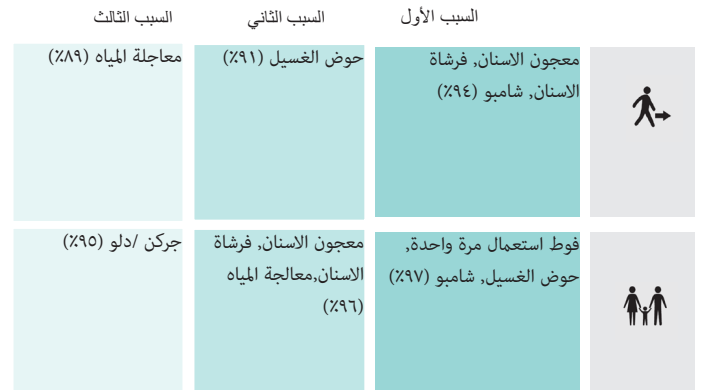 السبب الأول
السبب الثاني
السبب الثالث
معجون الاسنان, فرشاة
الاسنان, شامبو (٩٤٪)
حوض الغسيل (٩١٪)
معاجلة المياه (٨٩٪)
فوط استعمال مرة واحدة,
حوض الغسيل, شامبو (٩٧٪)
معجون الاسنان, فرشاة
الاسنان,معالجة المياه
(٩٦٪)
جركن /دلو (٩٥٪)